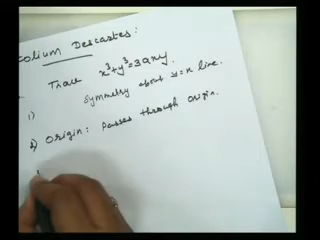 olium Descartes:
Trace x³+y³=3axy.
1) Symmetry about y=x line.
2) Origin: Passes through origin.